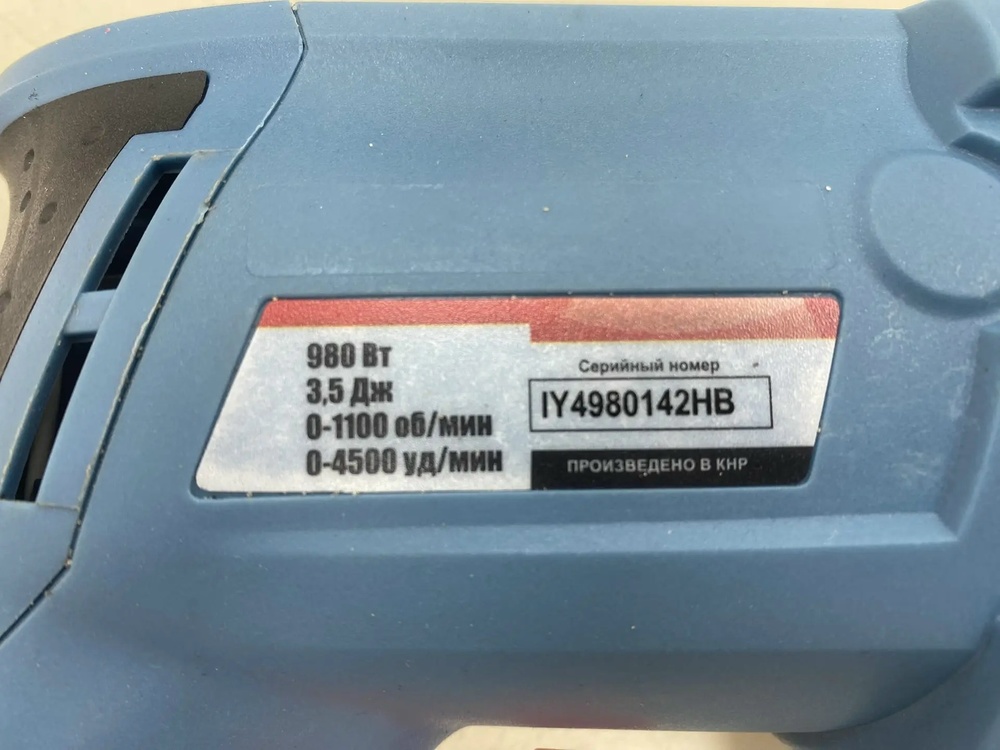 980 Вт
3,5 Дж
0-1100 об/мин
0-4500 уд/мин
Серийный номер
IY4980142HB
ПРОИЗВЕДЕНО В КНР